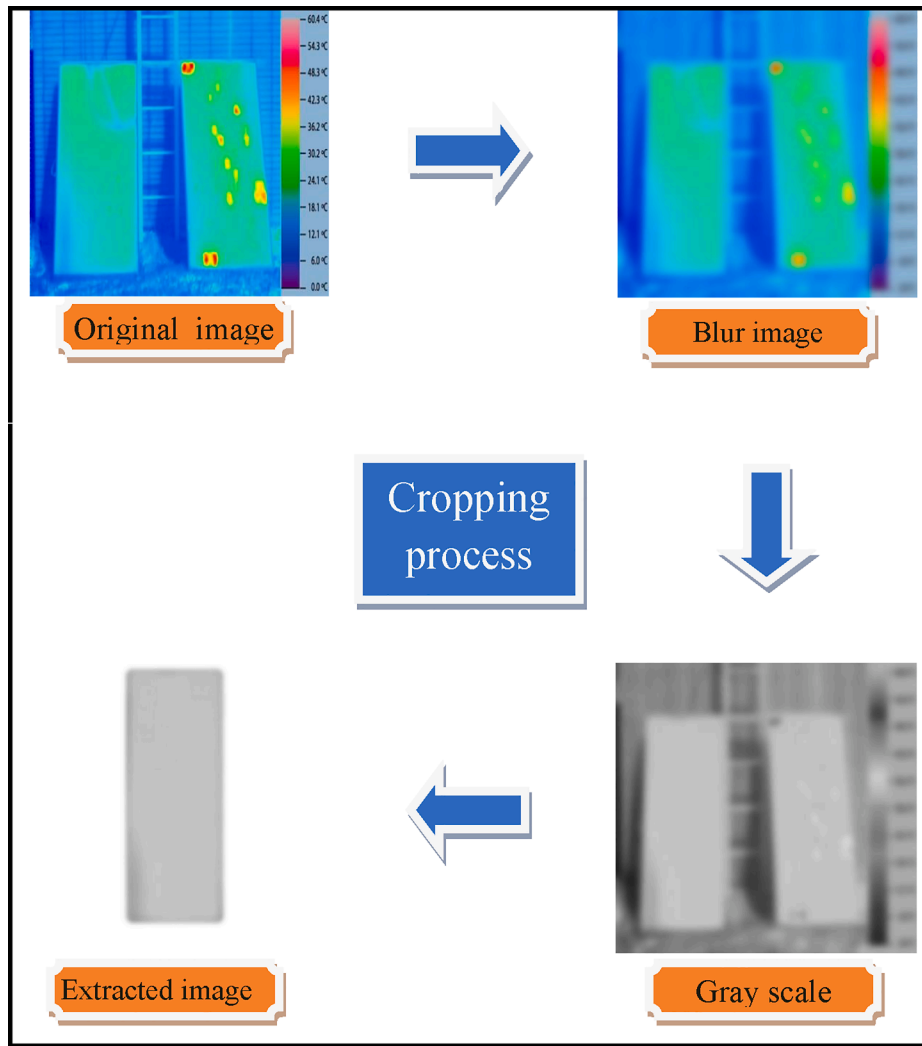 60.4 °C
54.3 °C
48.3 °C
42.3 °C
36.2 °C
30.2 °C
24.1 °C
18.1 °C
12.1 °C
6.0 °C
0.0 °C
Original image
Blur image
Cropping
process
Extracted image
Gray scale